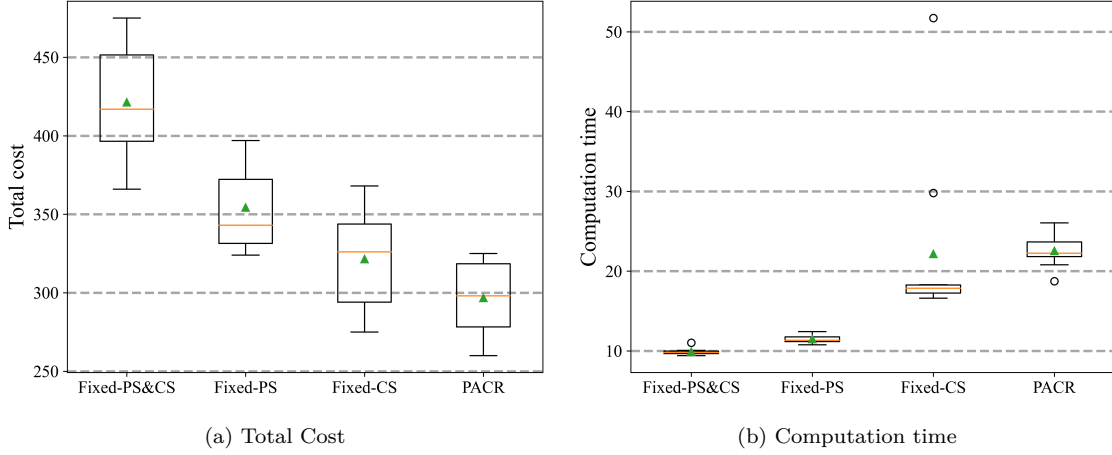 Total cost
450
400
350
300
250
Fixed-PS&CS Fixed-PS Fixed-CS PACR
(a) Total Cost
Computation time
50
40
30
20
10
Fixed-PS&CS Fixed-PS Fixed-CS PACR
(b) Computation time